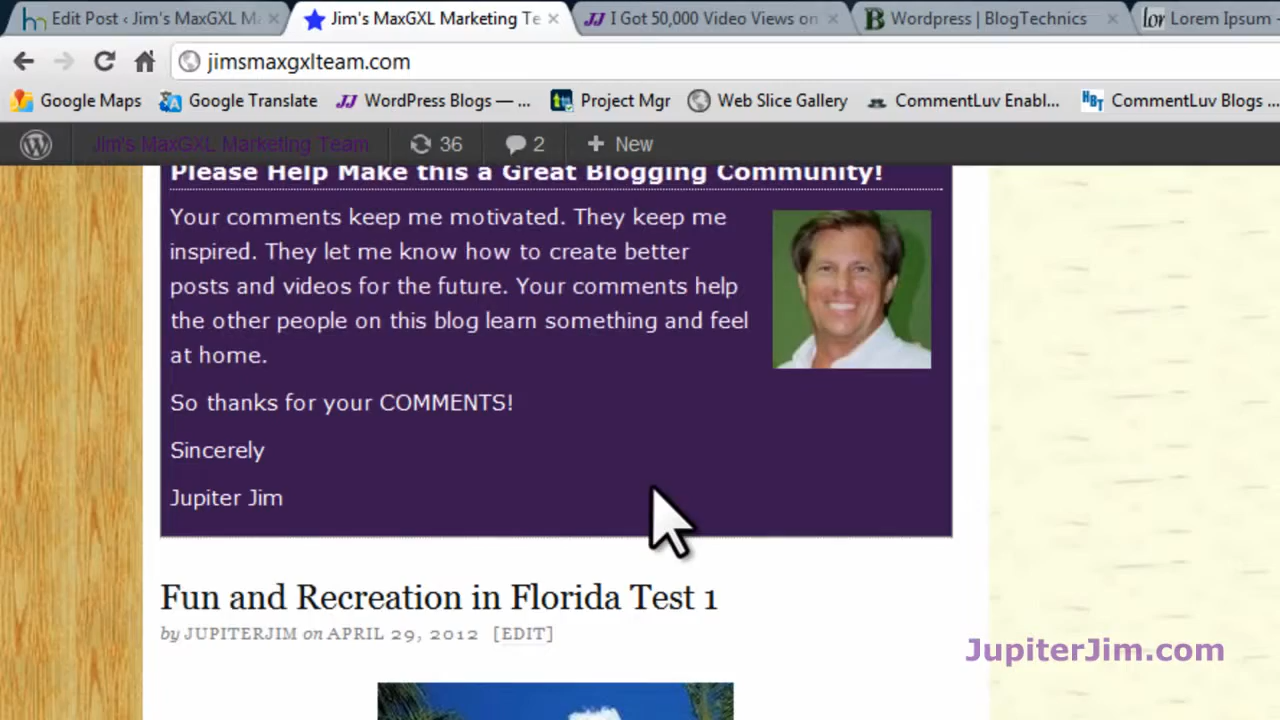 Edit Post ‹ Jim's MaxGXL Ma
Jim's MaxGXL Marketing Te
I Got 50,000 Video Views on
Wordpress | BlogTechnics
Lorem Ipsum -
jimsmaxgxlteam.com
Google Maps
Google Translate
WordPress Blogs — ...
Project Mgr
Web Slice Gallery
CommentLuv Enabl...
CommentLuv Blogs ...
Jim's MaxGXL Marketing Team
36
2
New
Please Help Make this a Great Blogging Community!
Your comments keep me motivated. They keep me
inspired. They let me know how to create better
posts and videos for the future. Your comments help
the other people on this blog learn something and feel
at home.
So thanks for your COMMENTS!
Sincerely
Jupiter Jim
Fun and Recreation in Florida Test 1
by JUPITERJIM on APRIL 29, 2012 [EDIT]
JupiterJim.com